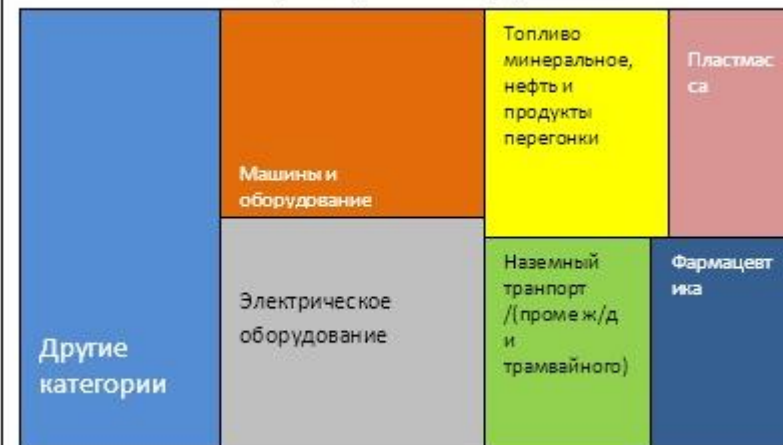 Другие
категории
Машины и
оборудование
Электрическое
оборудование
Топливо
минеральное,
нефть и
продукты
перегонки
Пластмас
са
Наземный
транпорт
/(проме ж/д
и
трамвайного)
Фармацевт
ика